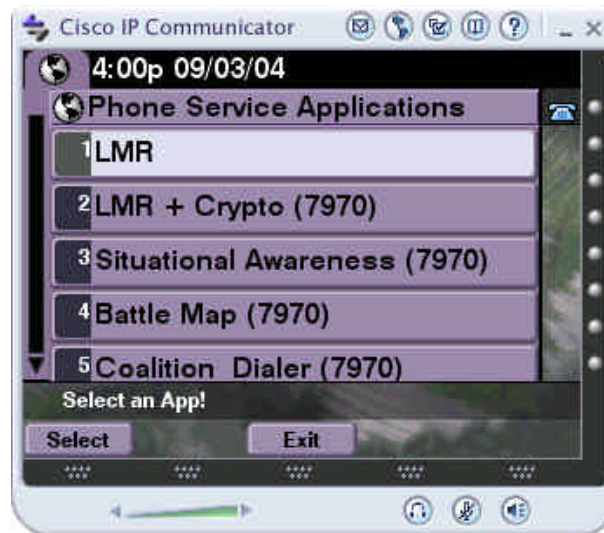 Cisco IP Communicator
4:00p 09/03/04
Phone Service Applications
1 LMR
2 LMR + Crypto (7970)
3 Situational Awareness (7970)
4 Battle Map (7970)
5 Coalition Dialer (7970)
Select an App!
Select Exit